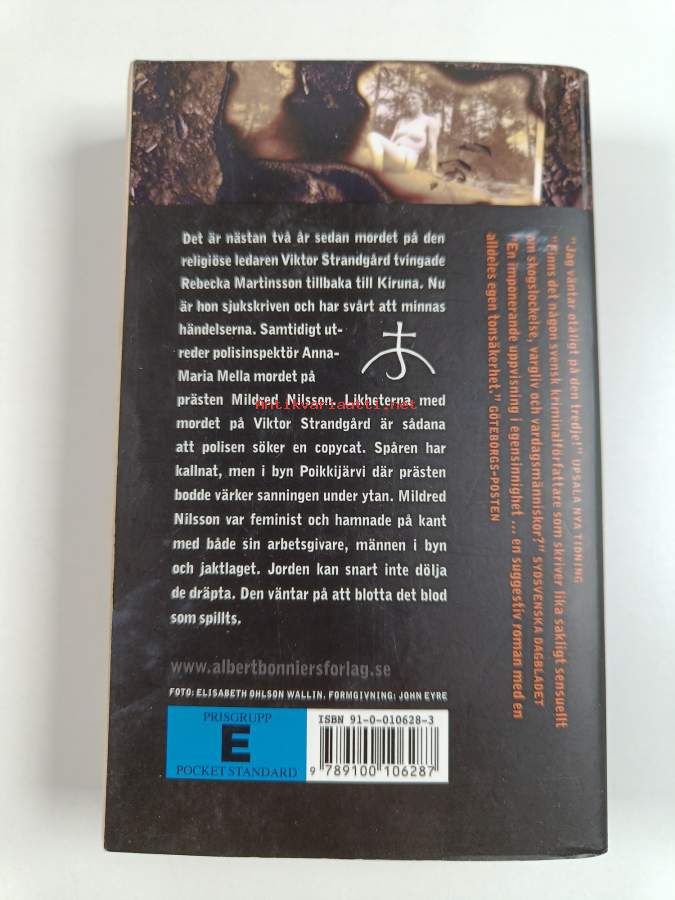 Det är nästan två år sedan mordet på den
religiöse ledaren Viktor Strandgård tvingade
Rebecka Martinsson tillbaka till Kiruna. Nu
är hon sjukskriven och har svårt att minnas
händelserna. Samtidigt ut-
reder polisinspektör Anna-
Maria Mella mordet på
prästen Mildred Nilsson. Likheterna med
mordet på Viktor Strandgård är sådana
att polisen söker en copycat. Spåren har
kallnat, men i byn Poikkijärvi där prästen
bodde värker sanningen under ytan. Mildred
Nilsson var feminist och hamnade på kant
med både sin arbetsgivare, männen i byn
och jaktlaget. Jorden kan snart inte dölja
de dräpta. Den väntar på att blotta det blod
som spillts.
Antikvariaatti.net
www.albertbonniersforlag.se
FOTO: ELISABETH OHLSON WALLIN. FORMGIVNING: JOHN EYRE
PRISGRUPP
E
POCKET STANDARD
ISBN 91-0-010628-3
9 789100 106287
"Jag väntar otåligt på den tredje!" UPSALA NYA TIDNING
"Finns det någon svensk kriminalförfattare som skriver lika sakligt sensuellt
om skogslockelse, vargliv och vardagsmänniskor?" SYDSVENSKA DAGBLADET
"En imponerande uppvisning i egensinnighet ... en suggestiv roman med en
alldeles egen tonsäkerhet." GÖTEBORGS-POSTEN